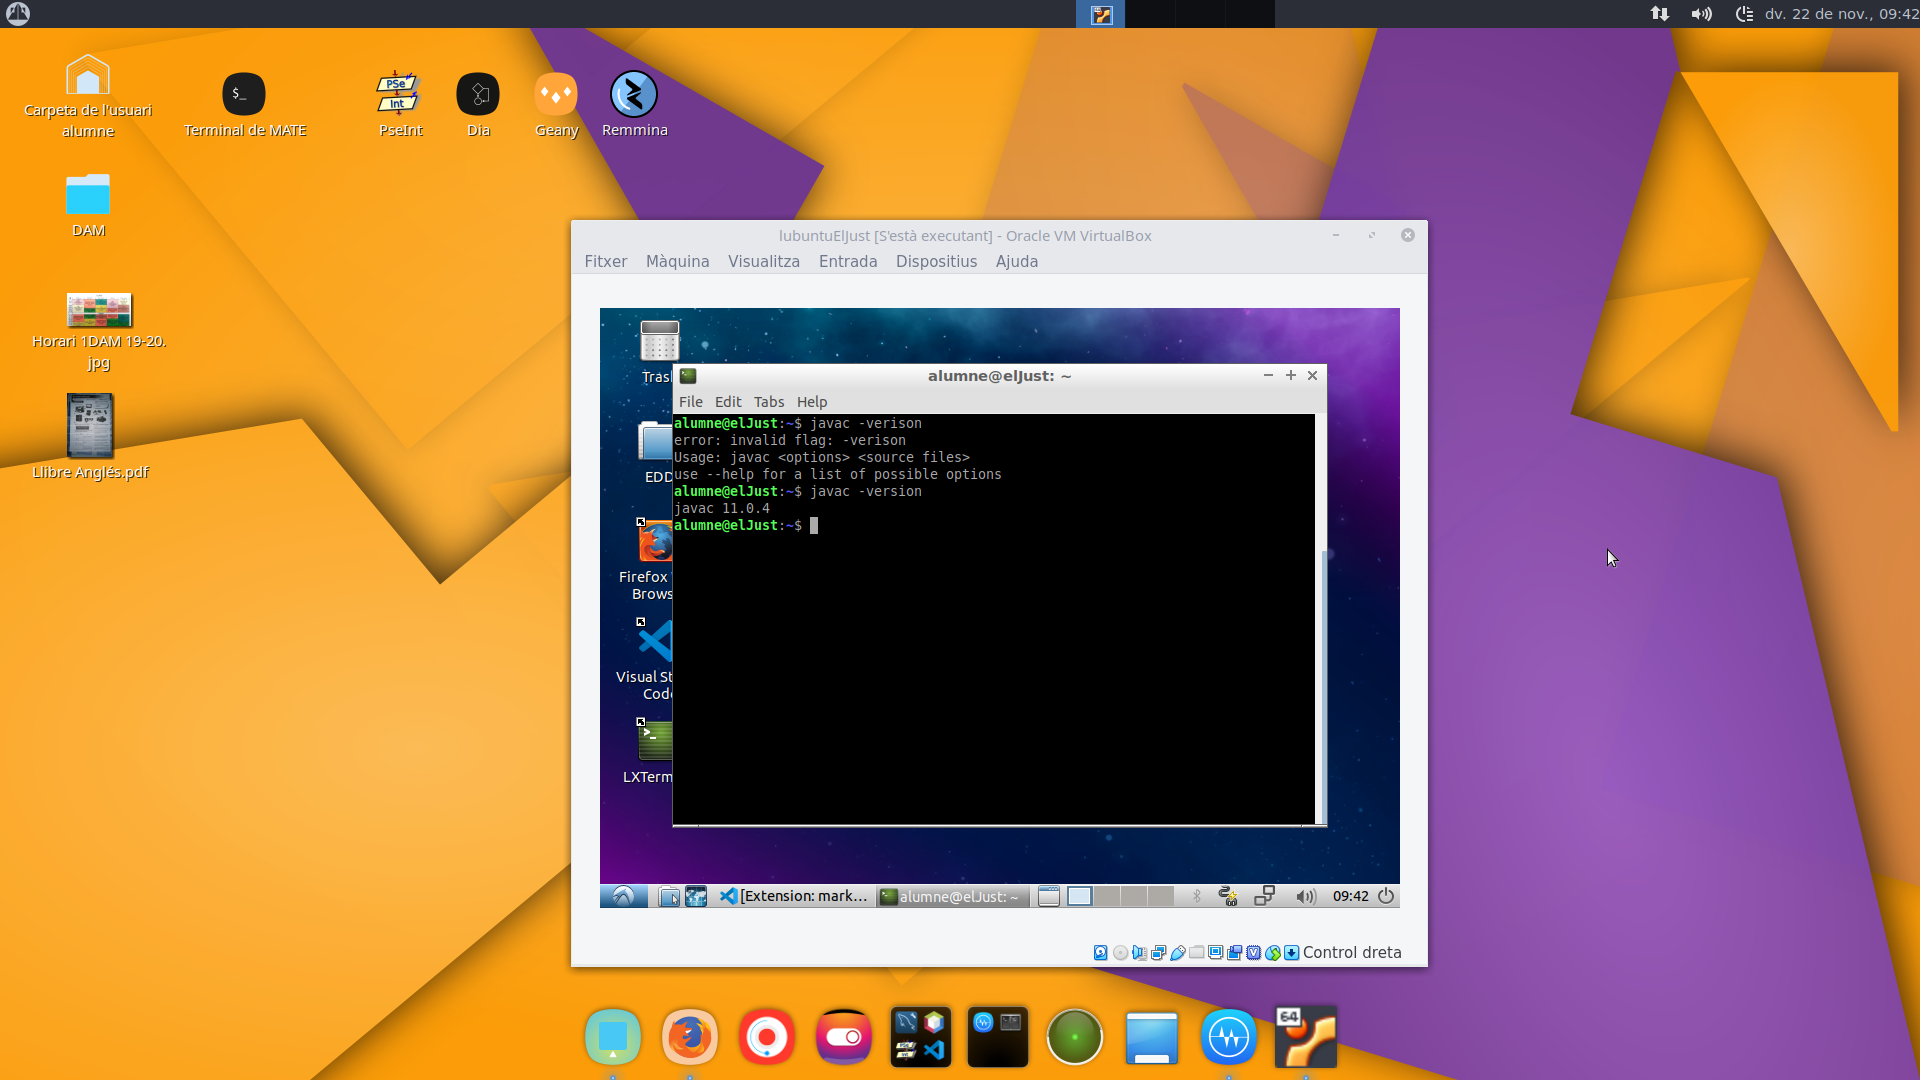 dv. 22 de nov., 09:42
Carpeta de l'usuari
alumne
$_
Terminal de MATE
PSe
Int
PseInt
Dia
Geany
Remmina
DAM
Horari 1DAM 19-20.
jpg
Llibre Anglés.pdf
lubuntuElJust [S'està executant] - Oracle VM VirtualBox
Fitxer Màquina Visualitza Entrada Dispositius Ajuda
Tras
alumne@elJust: ~
File Edit Tabs Help
alumne@elJust:~$ javac -verison
error: invalid flag: -verison
Usage: javac <options> <source files>
use --help for a list of possible options
alumne@elJust:~$ javac -version
javac 11.0.4
alumne@elJust:~$
EDD
Firefox
Brows
Visual St
Cod
>_
LXTerm
[Extension: mark...
alumne@elJust: ~
09:42
Control dreta
64